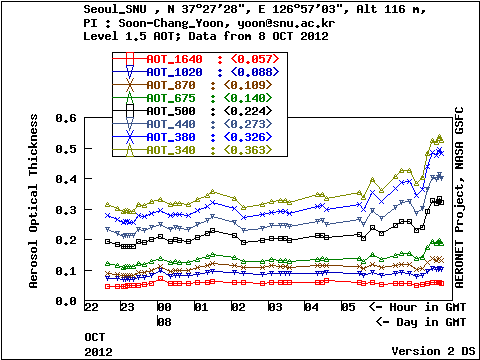 Seoul_SNU , N 37°27'28", E 126°57'03", Alt 116 m,
PI : Soon-Chang_Yoon, yoon@snu.ac.kr
Level 1.5 AOT; Data from 8 OCT 2012
AOT_1640 : <0.057>
AOT_1020 : <0.088>
AOT_870 : <0.109>
AOT_675 : <0.140>
AOT_500 : <0.224>
AOT_440 : <0.273>
AOT_380 : <0.326>
AOT_340 : <0.363>
Aerosol Optical Thickness
0.6
0.5
0.4
0.3
0.2
0.1
0.0
AERONET Project, NASA GSFC
22 23 00 01 02 03 04 05 <- Hour in GMT
08 <- Day in GMT
OCT
2012
Version 2 DS